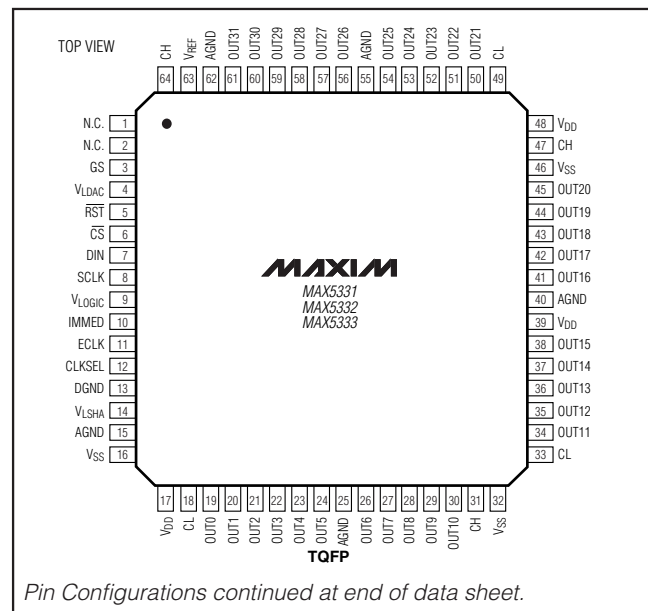 TOP VIEW
CH VREF AGND OUT31 OUT30 OUT29 OUT28 OUT27 OUT26 AGND OUT25 OUT24 OUT23 OUT22 OUT21 CL
64 63 62 61 60 59 58 57 56 55 54 53 52 51 50 49
N.C. 1
N.C. 2
GS 3
VLDAC 4
RST 5
CS 6
DIN 7
SCLK 8
VLOGIC 9
IMMED 10
ECLK 11
CLKSEL 12
DGND 13
VLSHA 14
AGND 15
VSS 16
MAXIM
MAX5331
MAX5332
MAX5333
48 VDD
47 CH
46 VSS
45 OUT20
44 OUT19
43 OUT18
42 OUT17
41 OUT16
40 AGND
39 VDD
38 OUT15
37 OUT14
36 OUT13
35 OUT12
34 OUT11
33 CL
17 18 19 20 21 22 23 24 25 26 27 28 29 30 31 32
VDD CL OUT0 OUT1 OUT2 OUT3 OUT4 OUT5 AGND OUT6 OUT7 OUT8 OUT9 OUT10 CH VSS
TQFP
Pin Configurations continued at end of data sheet.